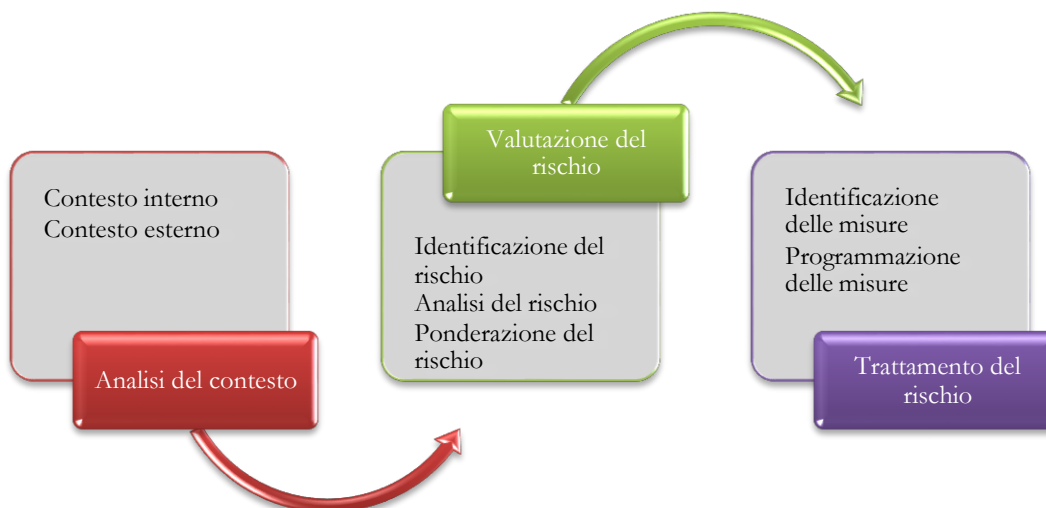 Contesto interno
Contesto esterno
Analisi del contesto
Valutazione del
rischio
Identificazione del
rischio
Analisi del rischio
Ponderazione del
rischio
Identificazione
delle misure
Programmazione
delle misure
Trattamento del
rischio